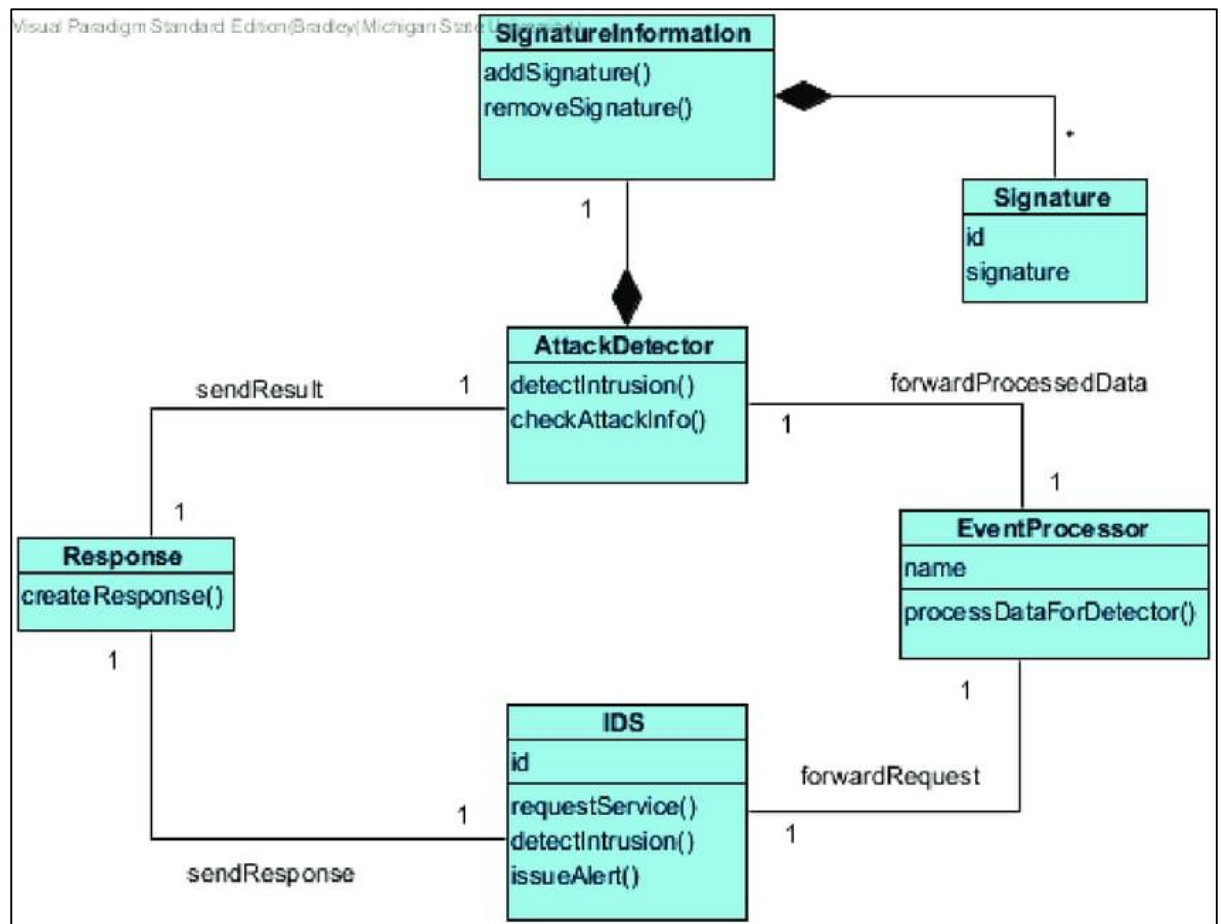 Visual Paradigm Standard Edition(Bradley(Michigan State
SignatureInformation
addSignature()
removeSignature()
*
1
Signature
id
signature
AttackDetector
detectIntrusion()
checkAttackInfo()
sendResult
1
forwardProcessedData
1
1
1
Response
createResponse()
EventProcessor
name
processDataForDetector()
1
1
IDS
id
requestService()
detectIntrusion()
issueAlert()
forwardRequest
1
1
sendResponse